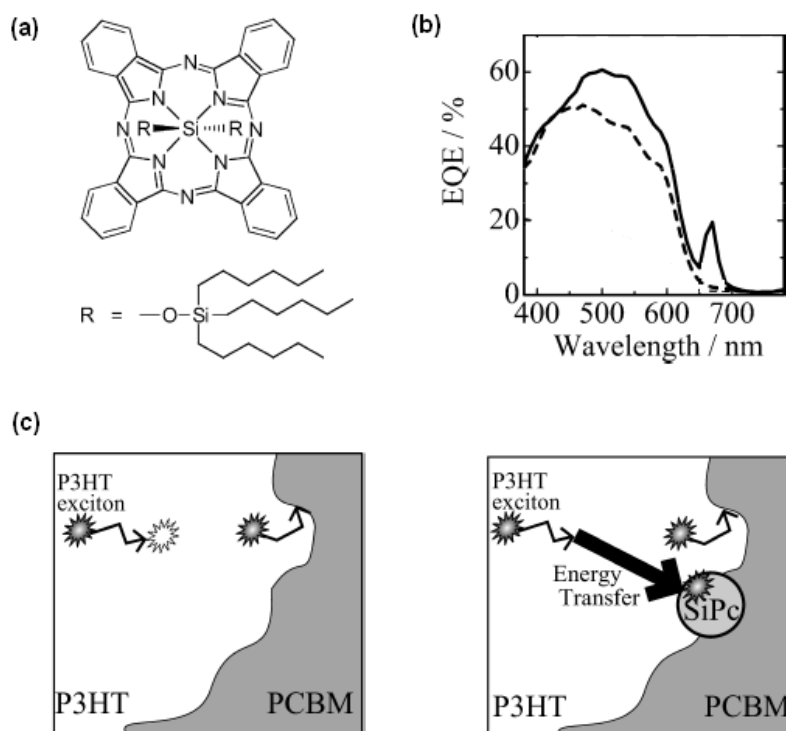 (a)
N
N
N
N
R
Si
R
N
N
N
N
R = O Si
(b)
EQE / %
60
40
20
0
400 500 600 700
Wavelength / nm
(c)
P3HT
exciton
P3HT
PCBM
P3HT
exciton
Energy
Transfer
SiPc
P3HT
PCBM